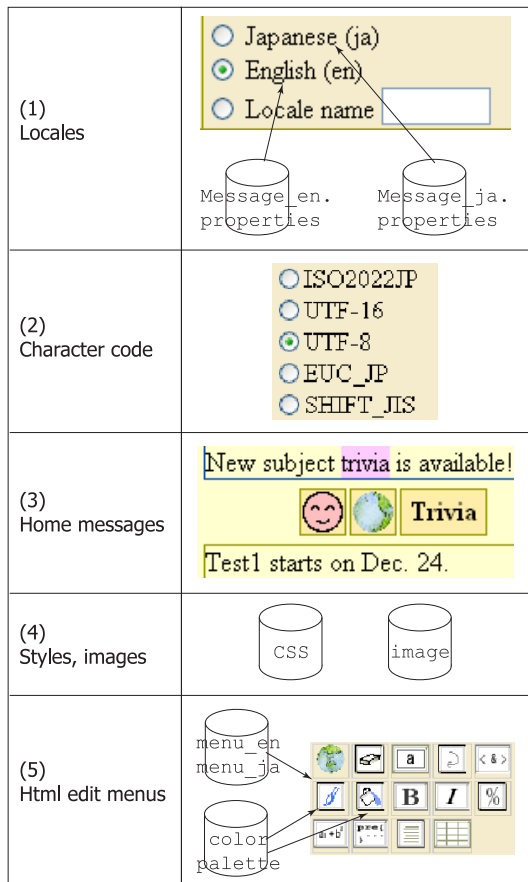 (1)
Locales
Japanese (ja)
English (en)
Locale name
Message_en.
properties
Message_ja.
properties
(2)
Character code
ISO2022JP
UTF-16
UTF-8
EUC_JP
SHIFT_JIS
(3)
Home messages
New subject trivia is available!
Trivia
Test1 starts on Dec. 24.
(4)
Styles, images
CSS
image
(5)
Html edit menus
menu_en
menu_ja
color
palette
a
< & >
B I %